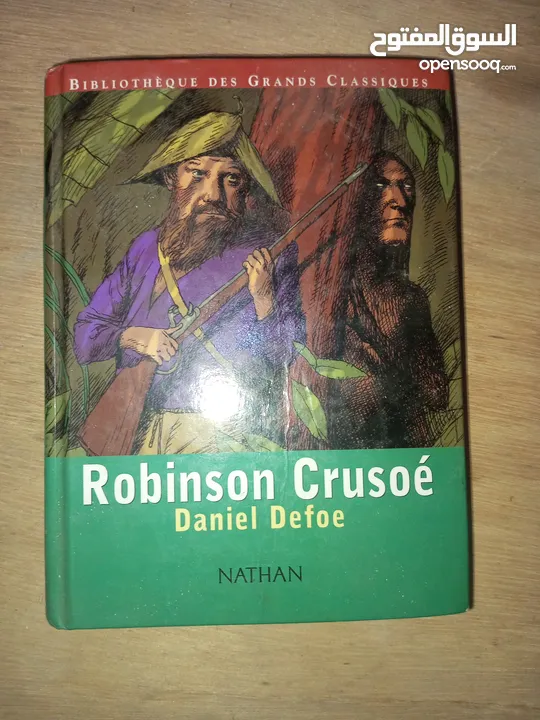 السوق المفتوح
opensooq.com
BIBLIOTHÈQUE DES GRANDS CLASSIQUES
Robinson Crusoé
Daniel Defoe
NATHAN